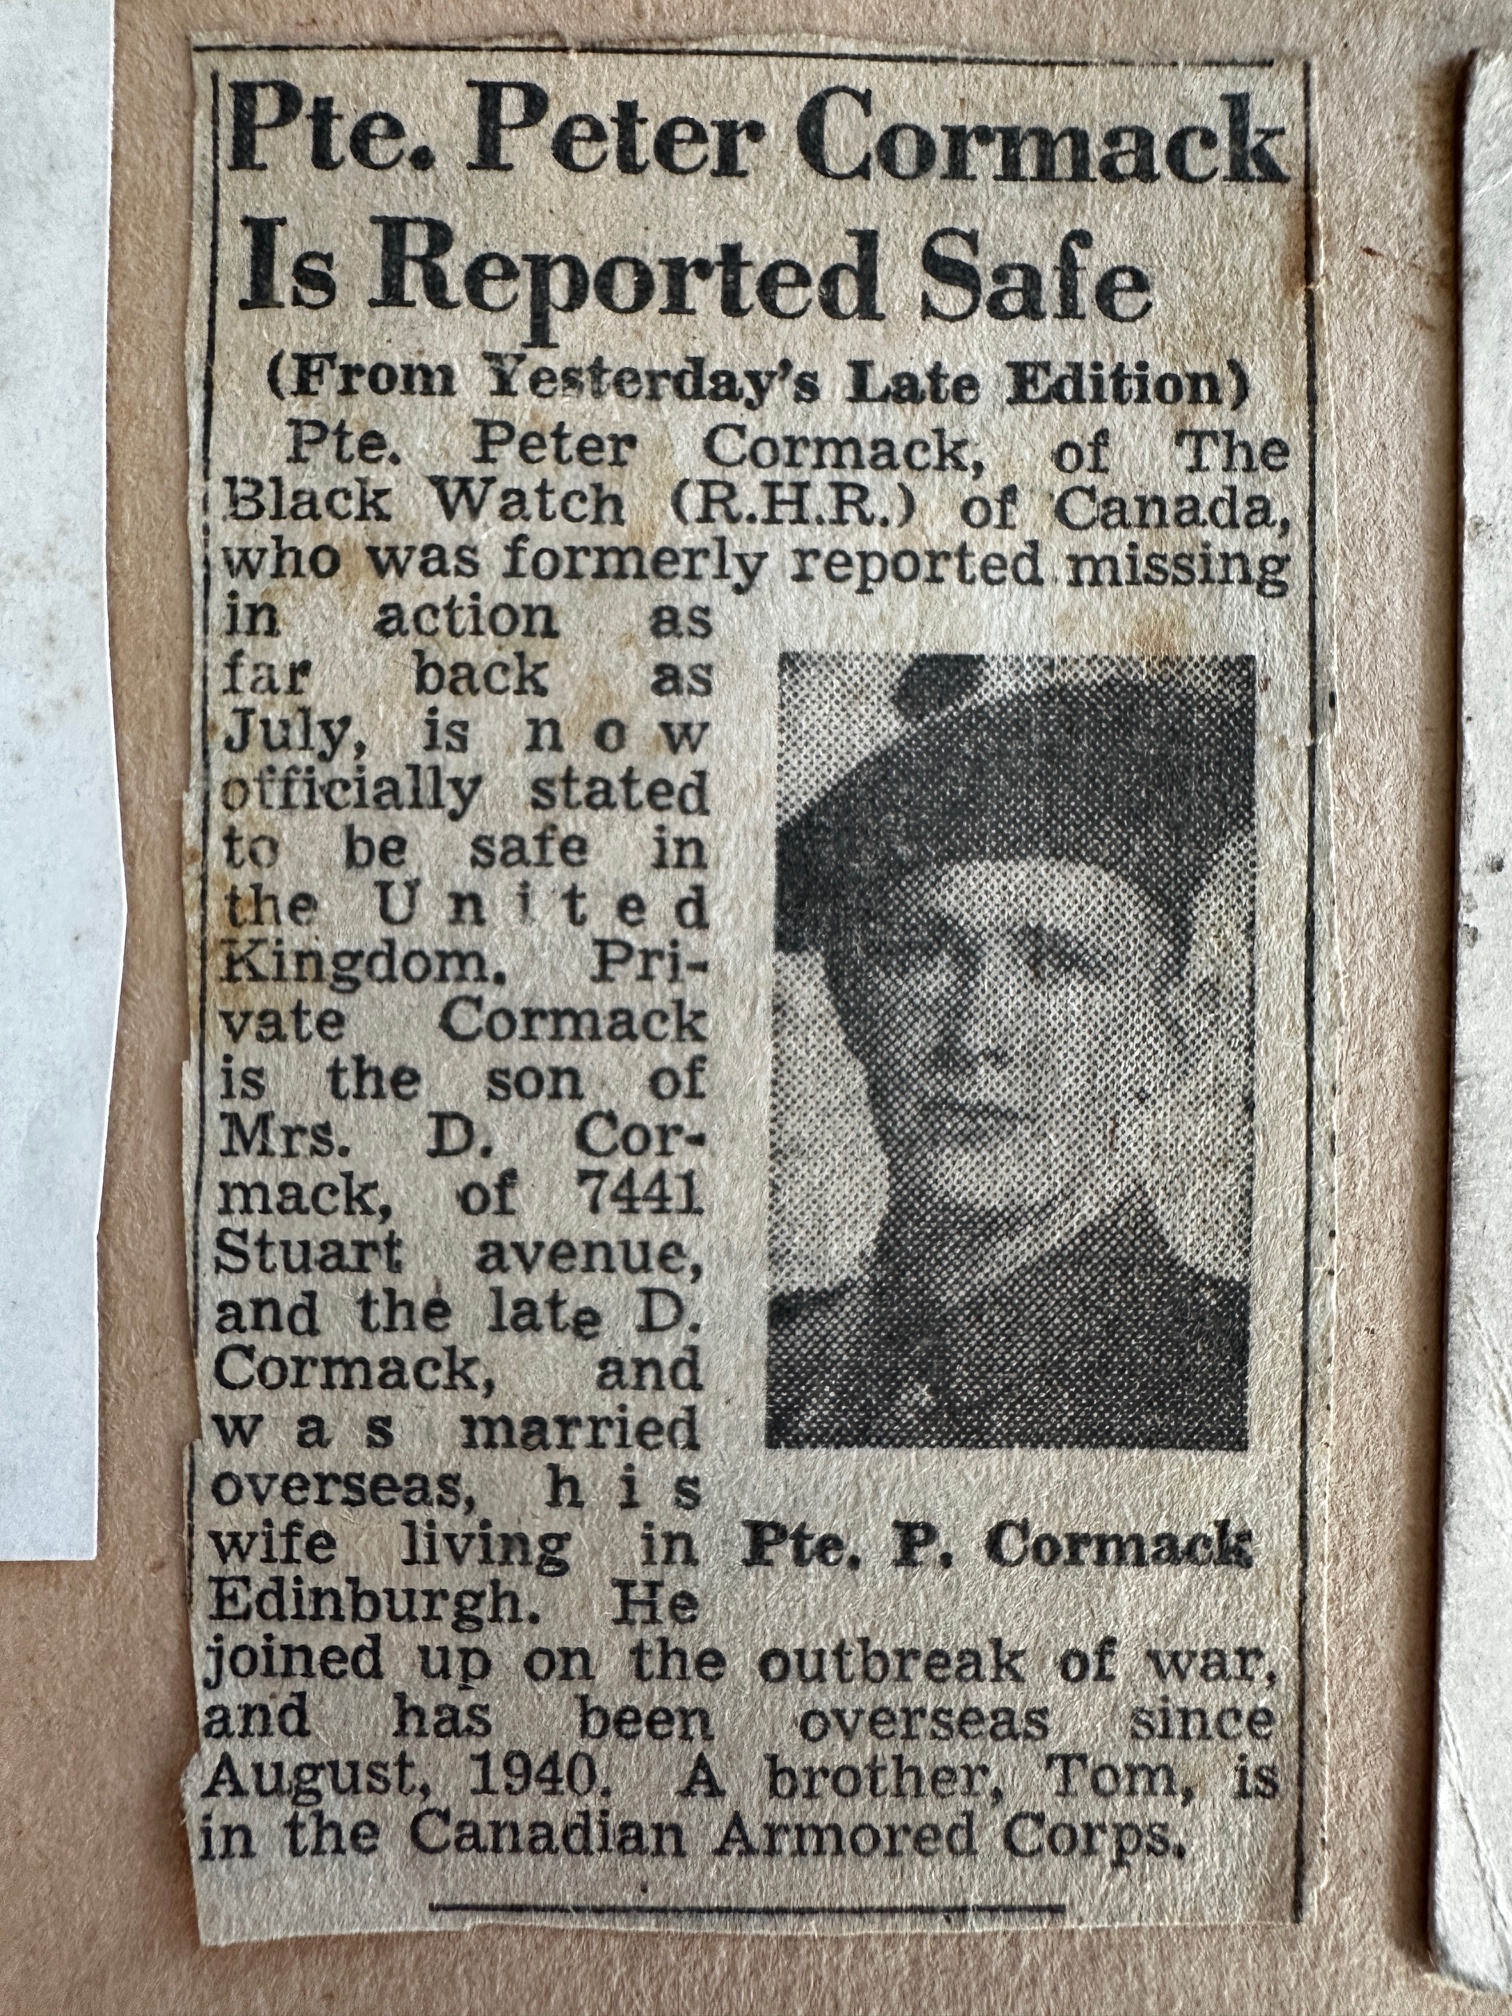 Pte. Peter Cormack
Is Reported Safe
(From Yesterday's Late Edition)
Pte. Peter Cormack, of The
Black Watch (R.H.R.) of Canada,
who was formerly reported missing
in action as
far back as
July, is now
officially stated
to be safe in
the United
Kingdom. Pri-
vate Cormack
is the son of
Mrs. D. Cor-
mack, of 7441
Stuart avenue,
and the late D.
Cormack, and
was married
overseas, his
wife living in
Edinburgh. He
Pte. P. Cormack
joined up on the outbreak of war,
and has been overseas since
August, 1940. A brother, Tom, is
in the Canadian Armored Corps.